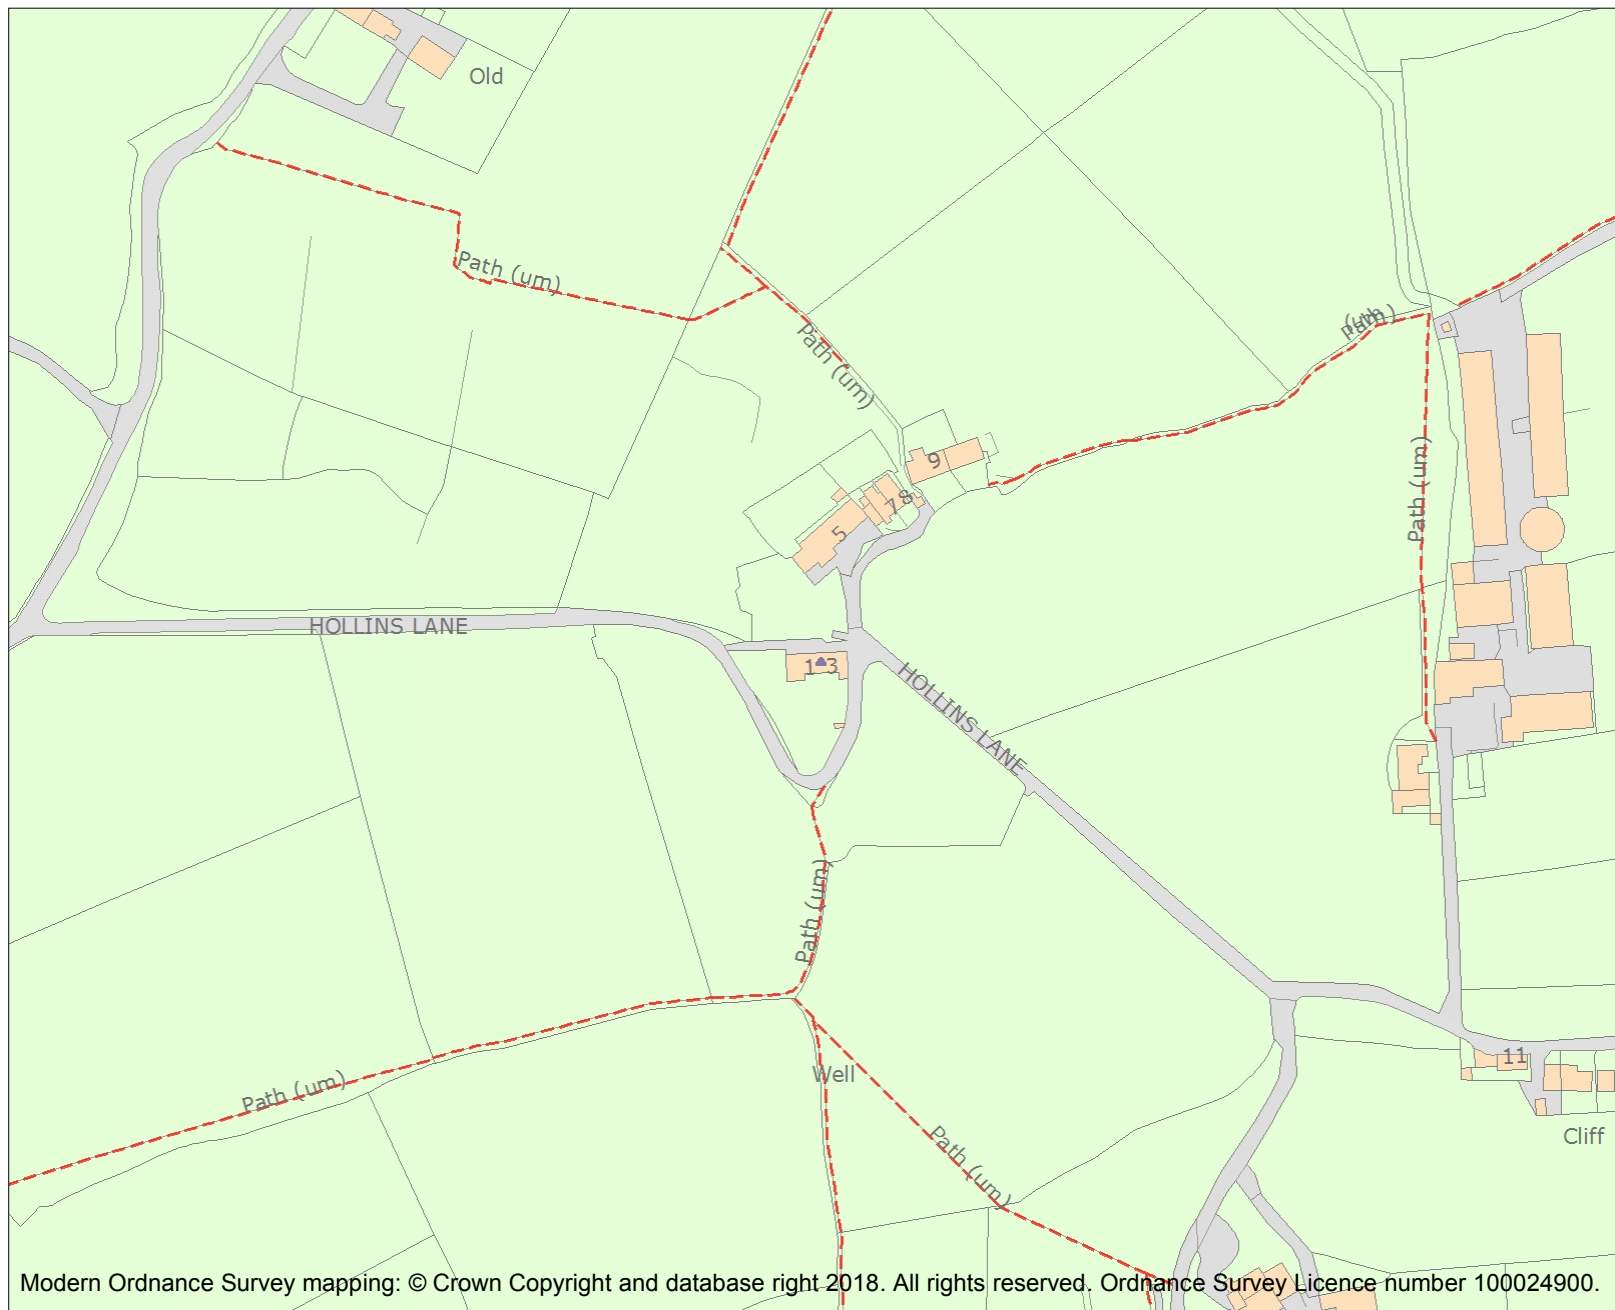 Old
Path (um)
Path (um)
Path (um)
Path (um)
9
7
8
5
HOLLINS LANE
1
3
HOLLINS LANE
Path (um)
Path (um)
Well
11
Path (um)
Cliff
Modern Ordnance Survey mapping: © Crown Copyright and database right 2018. All rights reserved. Ordnance Survey Licence number 100024900.